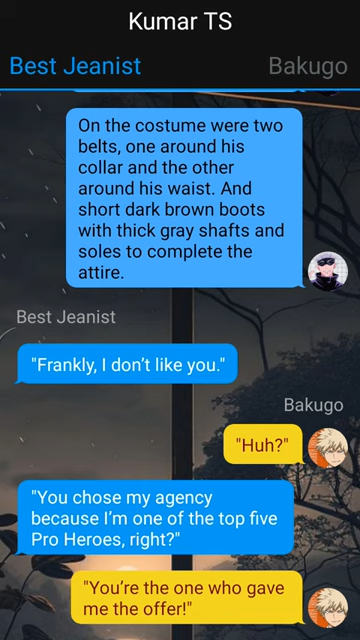 Kumar TS
Best Jeanist
Bakugo
On the costume were two
belts, one around his
collar and the other
around his waist. And
short dark brown boots
with thick gray shafts and
soles to complete the
attire.
Best Jeanist
"Frankly, I don’t like you."
Bakugo
"Huh?"
"You chose my agency
because I’m one of the top five
Pro Heroes, right?"
"You’re the one who gave
me the offer!"